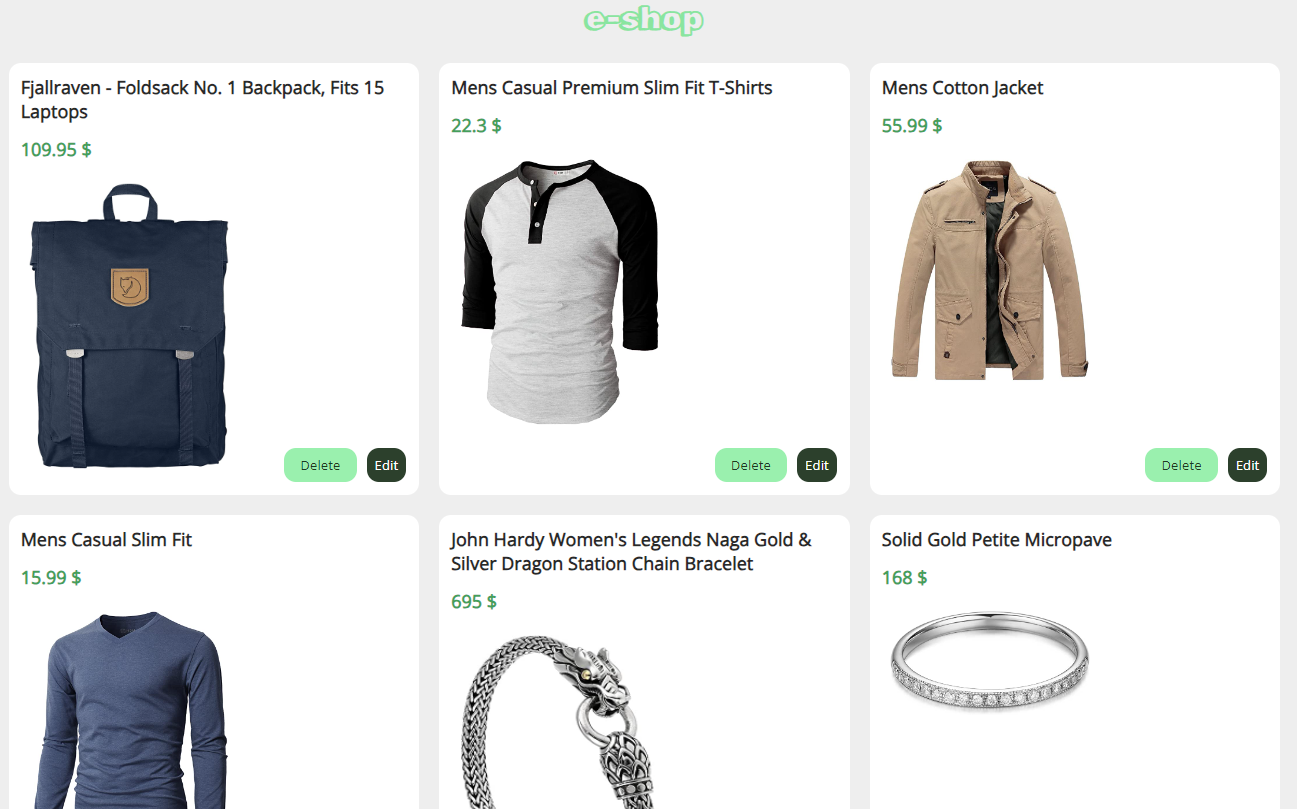 e-shop
Fjallraven - Foldsack No. 1 Backpack, Fits 15
Laptops
109.95 $
Delete
Edit
Mens Casual Premium Slim Fit T-Shirts
22.3 $
Delete
Edit
Mens Cotton Jacket
55.99 $
Delete
Edit
Mens Casual Slim Fit
15.99 $
John Hardy Women's Legends Naga Gold &
Silver Dragon Station Chain Bracelet
695 $
Solid Gold Petite Micropave
168 $